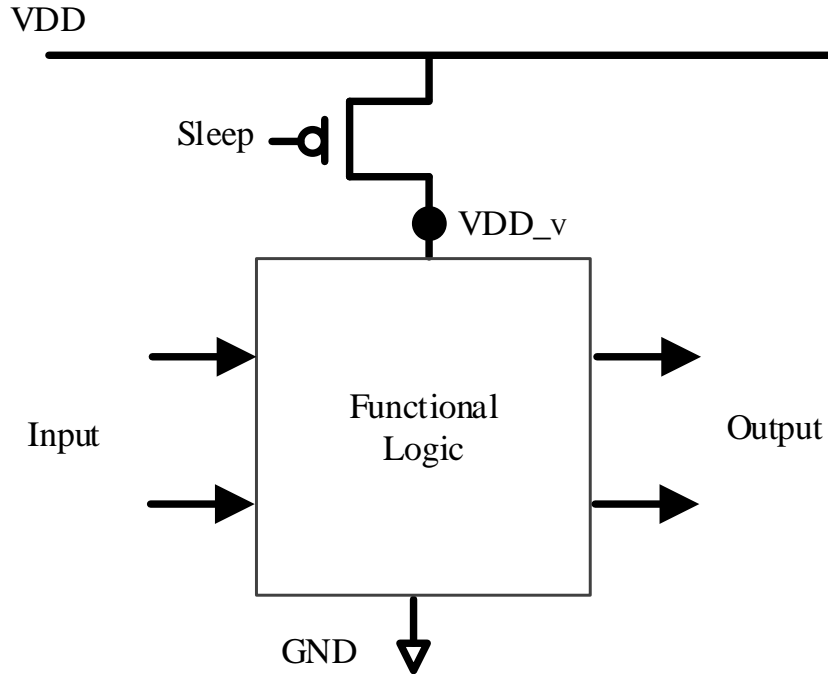 VDD
Sleep
VDD_v
Functional
Logic
Input
Output
GND